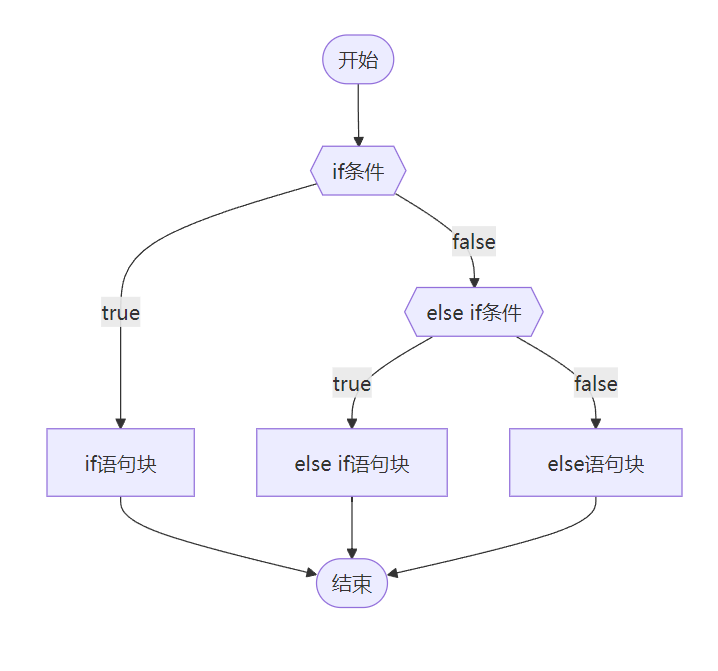 开始
if条件
false
true
else if条件
true
false
if语句块
else if语句块
else语句块
结束